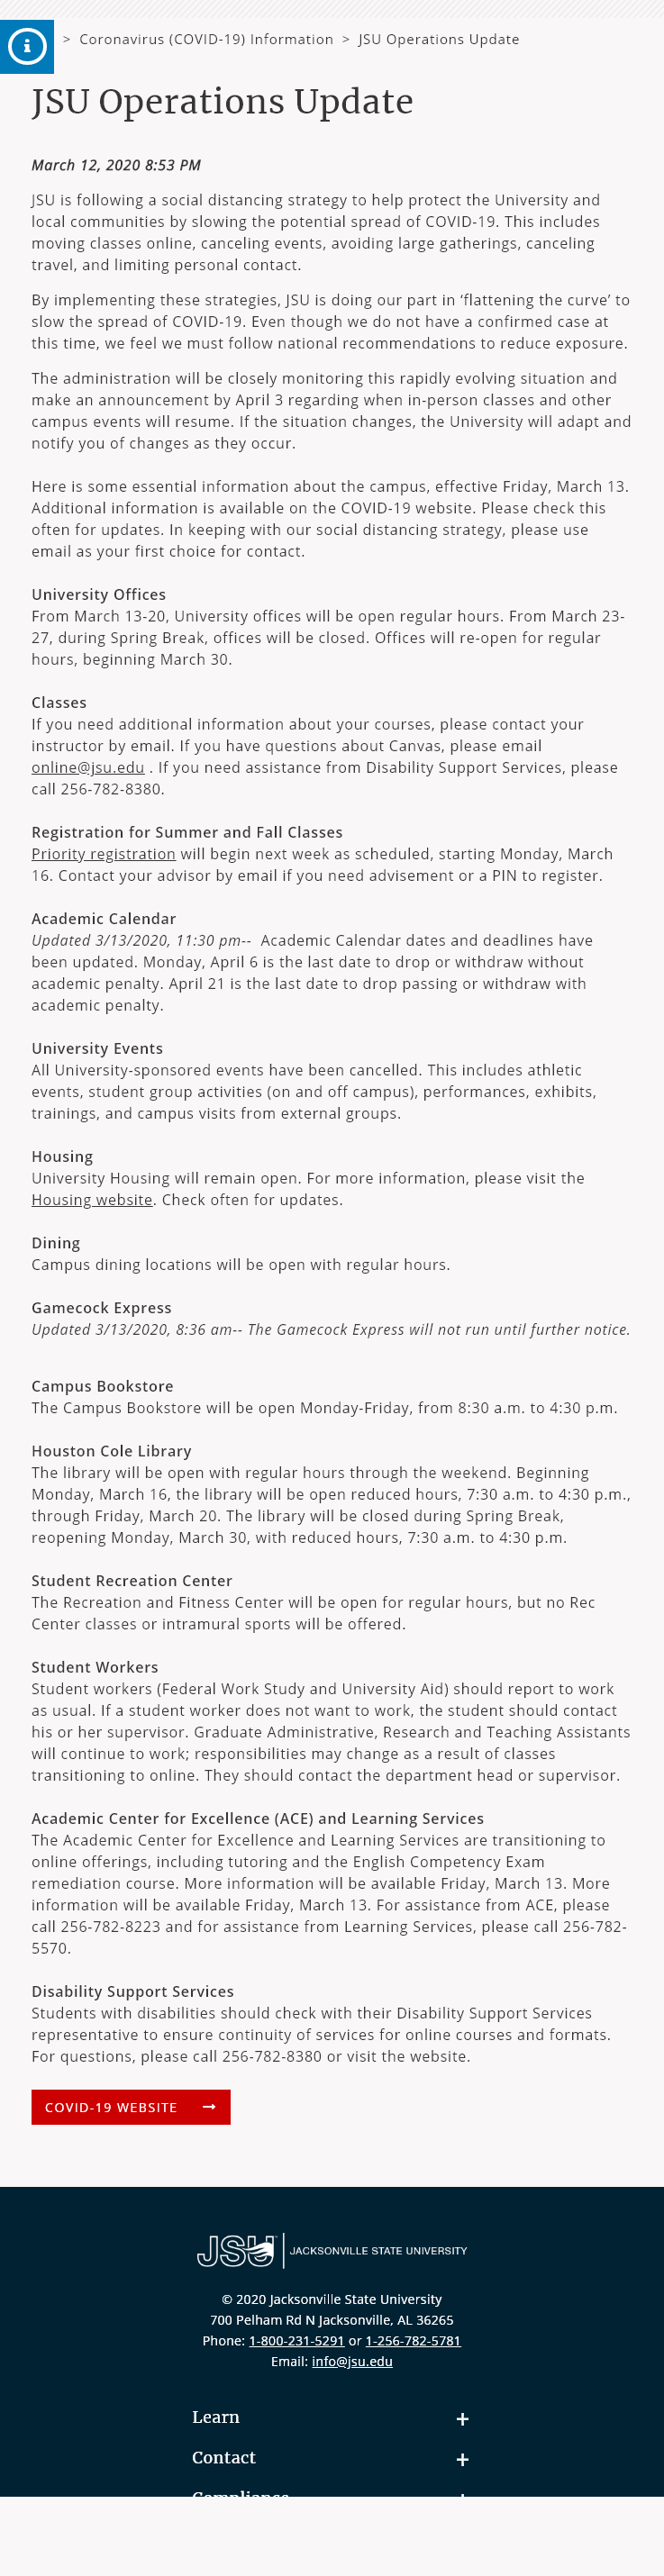 > Coronavirus (COVID-19) Information > JSU Operations Update
JSU Operations Update
March 12, 2020 8:53 PM
JSU is following a social distancing strategy to help protect the University and
local communities by slowing the potential spread of COVID-19. This includes
moving classes online, canceling events, avoiding large gatherings, canceling
travel, and limiting personal contact.
By implementing these strategies, JSU is doing our part in ‘flattening the curve’ to
slow the spread of COVID-19. Even though we do not have a confirmed case at
this time, we feel we must follow national recommendations to reduce exposure.
The administration will be closely monitoring this rapidly evolving situation and
make an announcement by April 3 regarding when in-person classes and other
campus events will resume. If the situation changes, the University will adapt and
notify you of changes as they occur.
Here is some essential information about the campus, effective Friday, March 13.
Additional information is available on the COVID-19 website. Please check this
often for updates. In keeping with our social distancing strategy, please use
email as your first choice for contact.
University Offices
From March 13-20, University offices will be open regular hours. From March 23-
27, during Spring Break, offices will be closed. Offices will re-open for regular
hours, beginning March 30.
Classes
If you need additional information about your courses, please contact your
instructor by email. If you have questions about Canvas, please email
online@jsu.edu . If you need assistance from Disability Support Services, please
call 256-782-8380.
Registration for Summer and Fall Classes
Priority registration will begin next week as scheduled, starting Monday, March
16. Contact your advisor by email if you need advisement or a PIN to register.
Academic Calendar
Updated 3/13/2020, 11:30 pm-- Academic Calendar dates and deadlines have
been updated. Monday, April 6 is the last date to drop or withdraw without
academic penalty. April 21 is the last date to drop passing or withdraw with
academic penalty.
University Events
All University-sponsored events have been cancelled. This includes athletic
events, student group activities (on and off campus), performances, exhibits,
trainings, and campus visits from external groups.
Housing
University Housing will remain open. For more information, please visit the
Housing website. Check often for updates.
Dining
Campus dining locations will be open with regular hours.
Gamecock Express
Updated 3/13/2020, 8:36 am-- The Gamecock Express will not run until further notice.
Campus Bookstore
The Campus Bookstore will be open Monday-Friday, from 8:30 a.m. to 4:30 p.m.
Houston Cole Library
The library will be open with regular hours through the weekend. Beginning
Monday, March 16, the library will be open reduced hours, 7:30 a.m. to 4:30 p.m.,
through Friday, March 20. The library will be closed during Spring Break,
reopening Monday, March 30, with reduced hours, 7:30 a.m. to 4:30 p.m.
Student Recreation Center
The Recreation and Fitness Center will be open for regular hours, but no Rec
Center classes or intramural sports will be offered.
Student Workers
Student workers (Federal Work Study and University Aid) should report to work
as usual. If a student worker does not want to work, the student should contact
his or her supervisor. Graduate Administrative, Research and Teaching Assistants
will continue to work; responsibilities may change as a result of classes
transitioning to online. They should contact the department head or supervisor.
Academic Center for Excellence (ACE) and Learning Services
The Academic Center for Excellence and Learning Services are transitioning to
online offerings, including tutoring and the English Competency Exam
remediation course. More information will be available Friday, March 13. More
information will be available Friday, March 13. For assistance from ACE, please
call 256-782-8223 and for assistance from Learning Services, please call 256-782-
5570.
Disability Support Services
Students with disabilities should check with their Disability Support Services
representative to ensure continuity of services for online courses and formats.
For questions, please call 256-782-8380 or visit the website.
COVID-19 WEBSITE
JSU JACKSONVILLE STATE UNIVERSITY
© 2020 Jacksonville State University
700 Pelham Rd N Jacksonville, AL 36265
Phone: 1-800-231-5291 or 1-256-782-5781
Email: info@jsu.edu
Learn +
Contact +
Compliance +